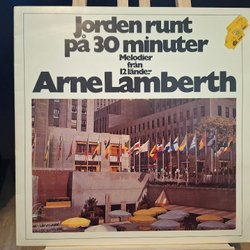 Jorden runt
på 30 minuter
Melodier
från
12 länder
Arne Lamberth